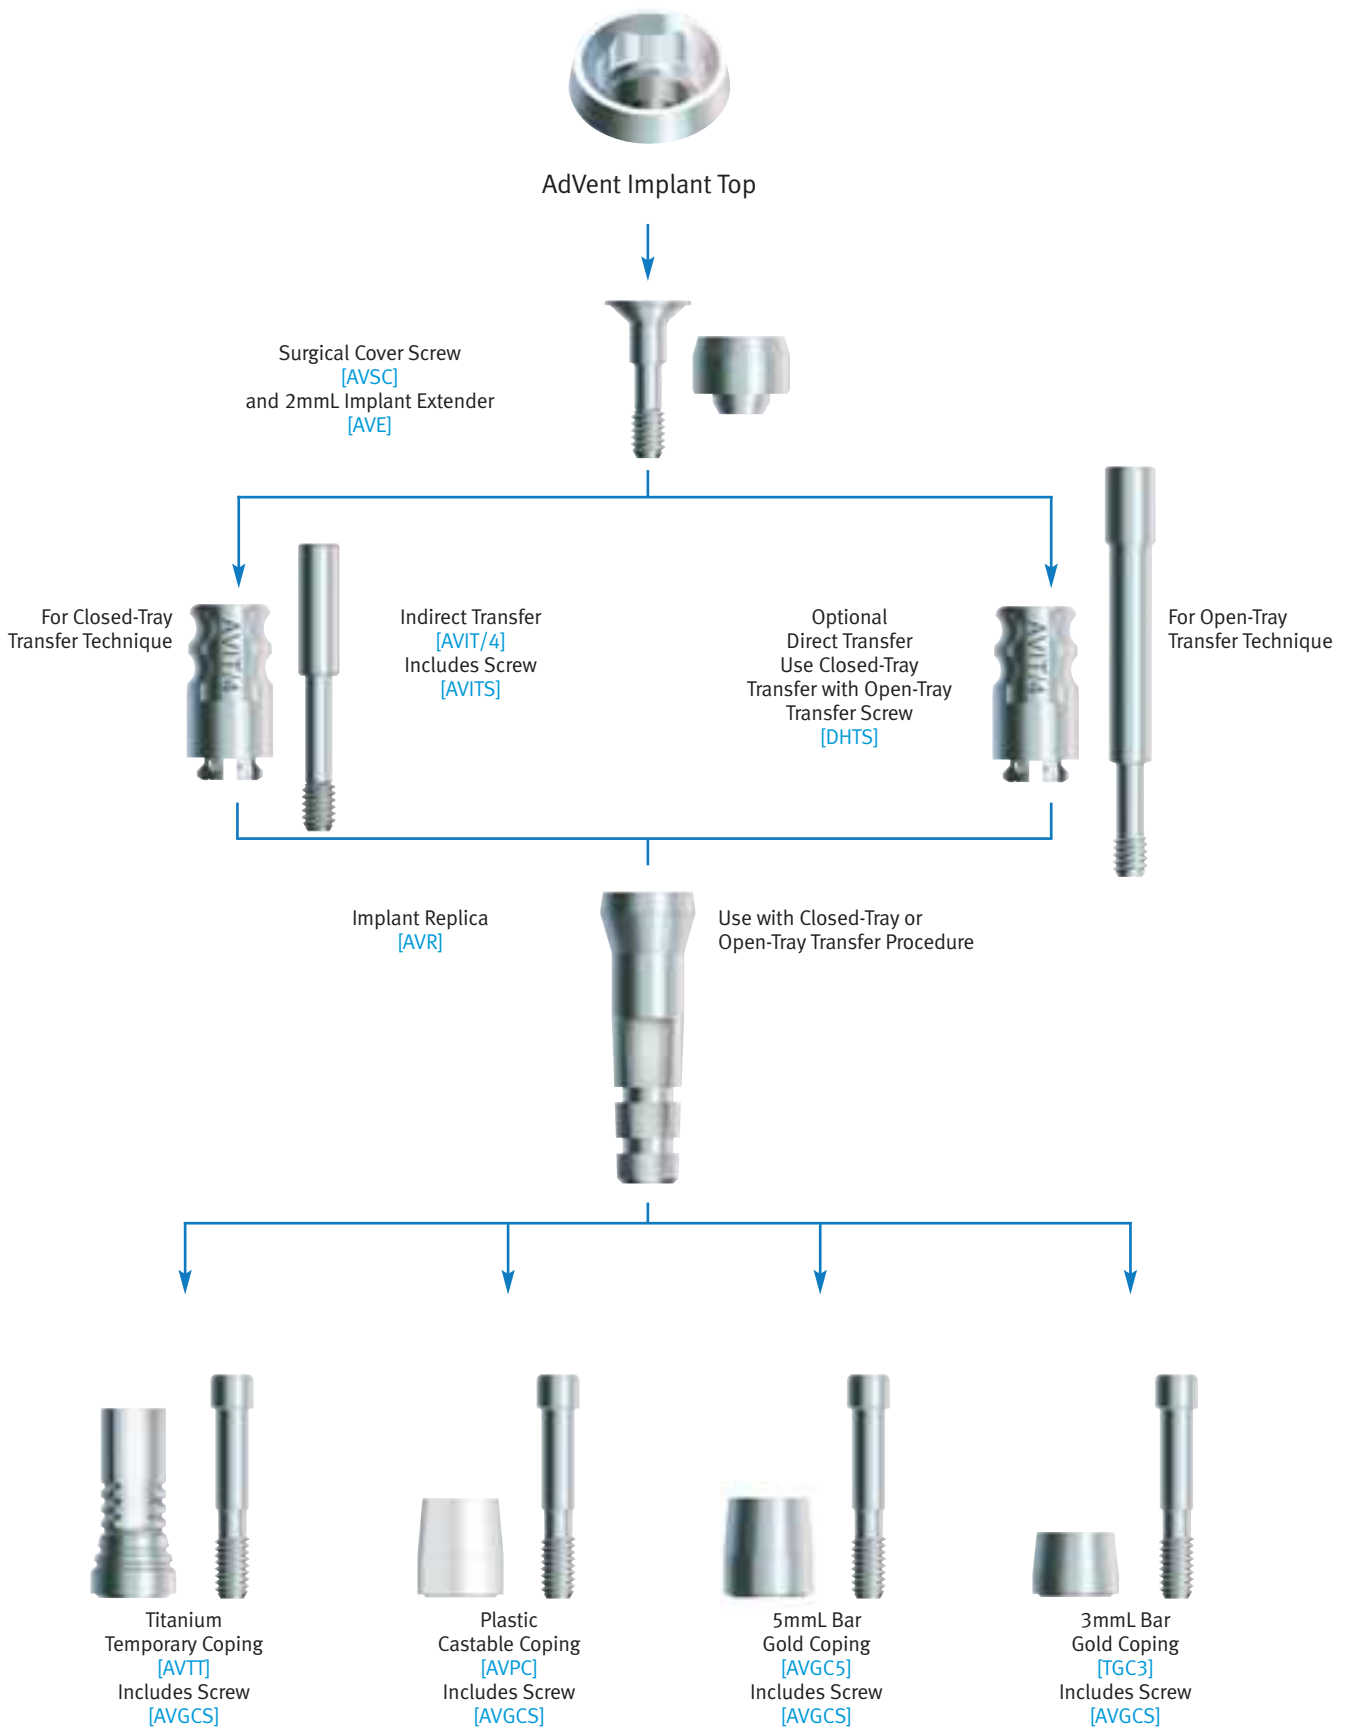 AdVent Implant Top
Surgical Cover Screw
[AVSC]
and 2mmL Implant Extender
[AVE]
For Closed-Tray
Transfer Technique
AVIT/4
Indirect Transfer
[AVIT/4]
Includes Screw
[AVITS]
Optional
Direct Transfer
Use Closed-Tray
Transfer with Open-Tray
Transfer Screw
[DHTS]
AVIT/4
For Open-Tray
Transfer Technique
Implant Replica
[AVR]
Use with Closed-Tray or
Open-Tray Transfer Procedure
Titanium
Temporary Coping
[AVTT]
Includes Screw
[AVGCS]
Plastic
Castable Coping
[AVPC]
Includes Screw
[AVGCS]
5mmL Bar
Gold Coping
[AVGC5]
Includes Screw
[AVGCS]
3mmL Bar
Gold Coping
[TGC3]
Includes Screw
[AVGCS]